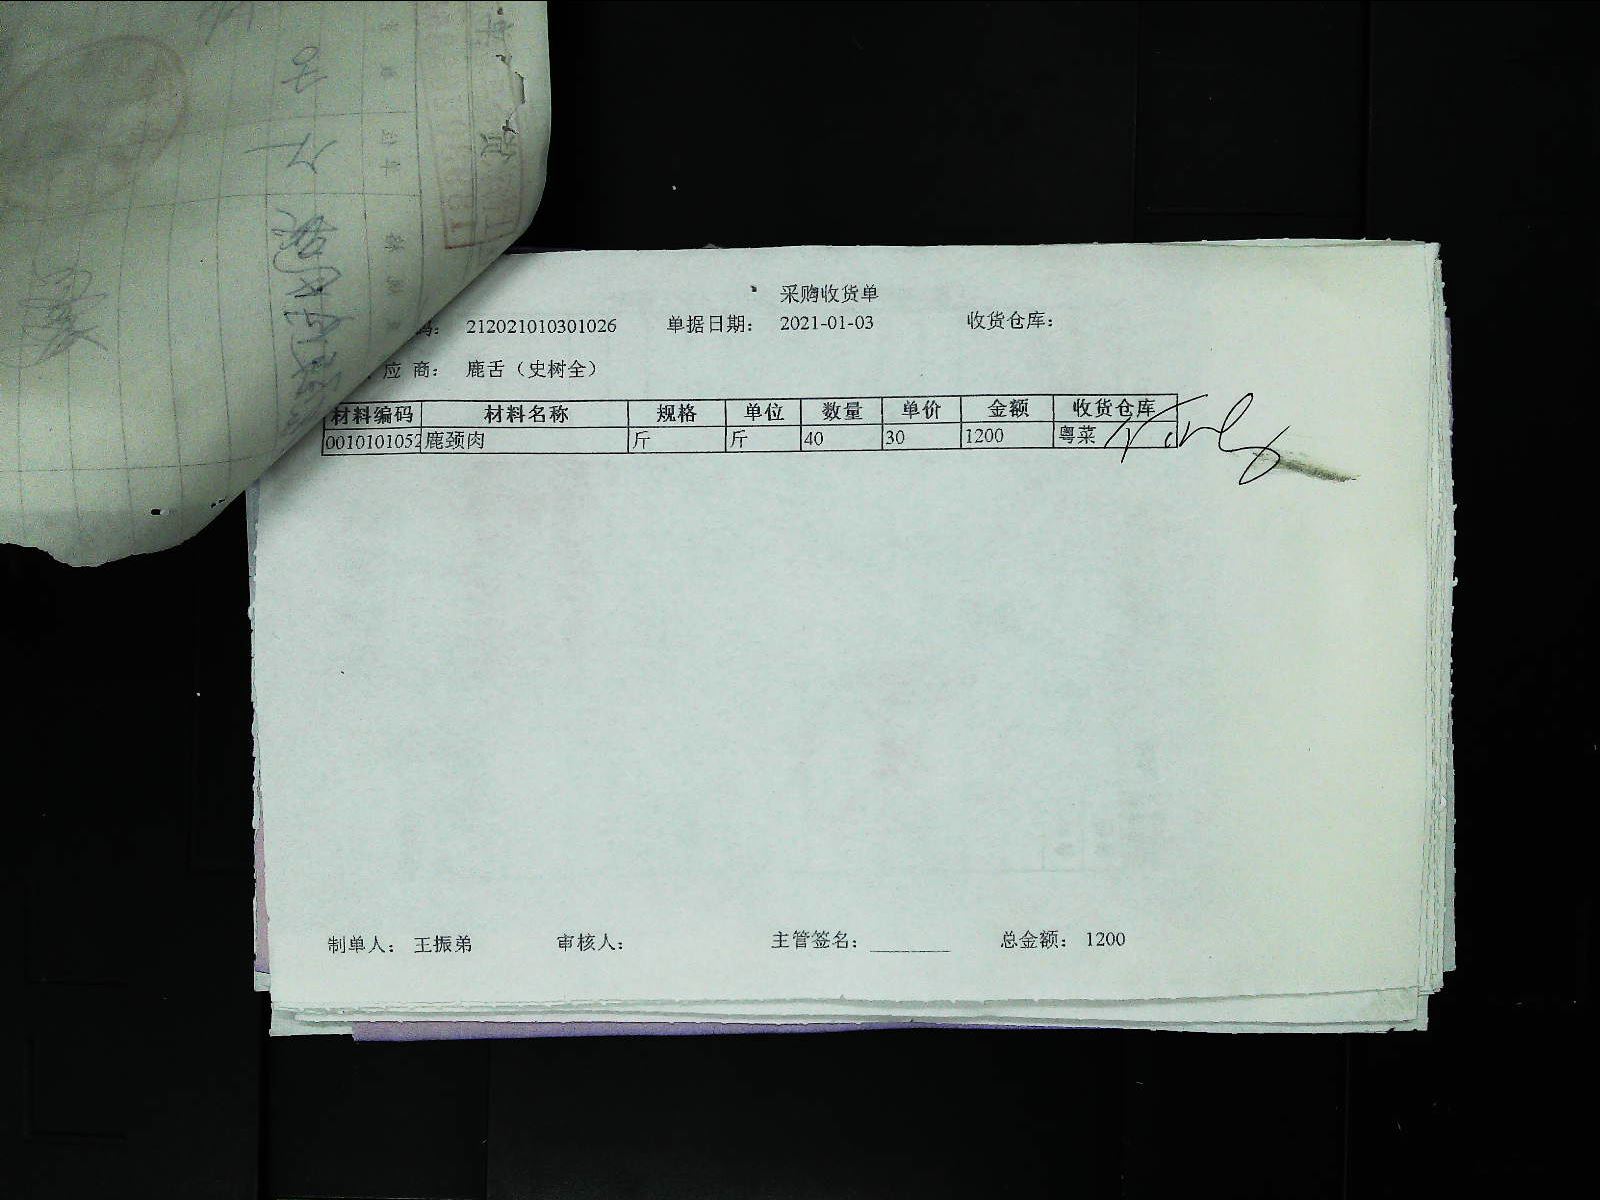 采购收货单
码： 212021010301026 单据日期： 2021-01-03 收货仓库：
应 商： 鹿舌（史树全）
材料编码 材料名称 规格 单位 数量 单价 金额 收货仓库
0010101052 鹿颈肉 斤 斤 40 30 1200 粤菜
制单人： 王振弟 审核人： 主管签名： 总金额： 1200